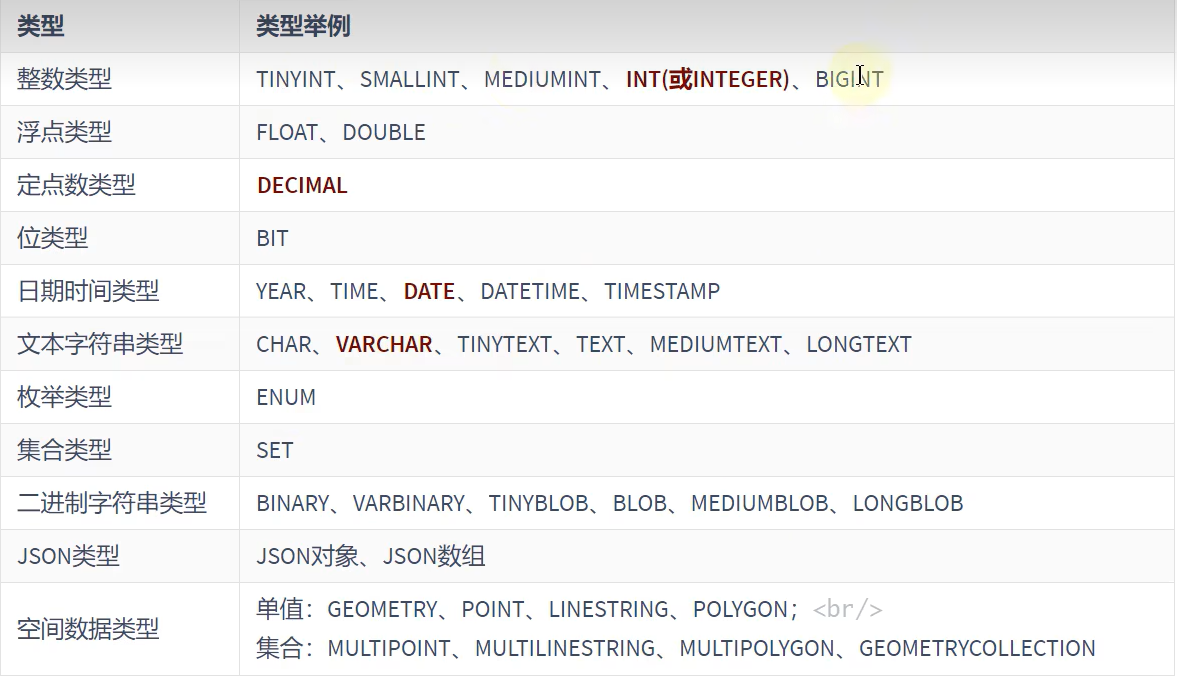 类型 类型举例
整数类型 TINYINT、SMALLINT、MEDIUMINT、INT(或INTEGER)、BIGINT
浮点类型 FLOAT、DOUBLE
定点数类型 DECIMAL
位类型 BIT
日期时间类型 YEAR、TIME、DATE、DATETIME、TIMESTAMP
文本字符串类型 CHAR、VARCHAR、TINYTEXT、TEXT、MEDIUMTEXT、LONGTEXT
枚举类型 ENUM
集合类型 SET
二进制字符串类型 BINARY、VARBINARY、TINYBLOB、BLOB、MEDIUMBLOB、LONGBLOB
JSON类型 JSON对象、JSON数组
空间数据类型 单值：GEOMETRY、POINT、LINESTRING、POLYGON； <br/>
集合：MULTIPOINT、MULTILINESTRING、MULTIPOLYGON、GEOMETRYCOLLECTION